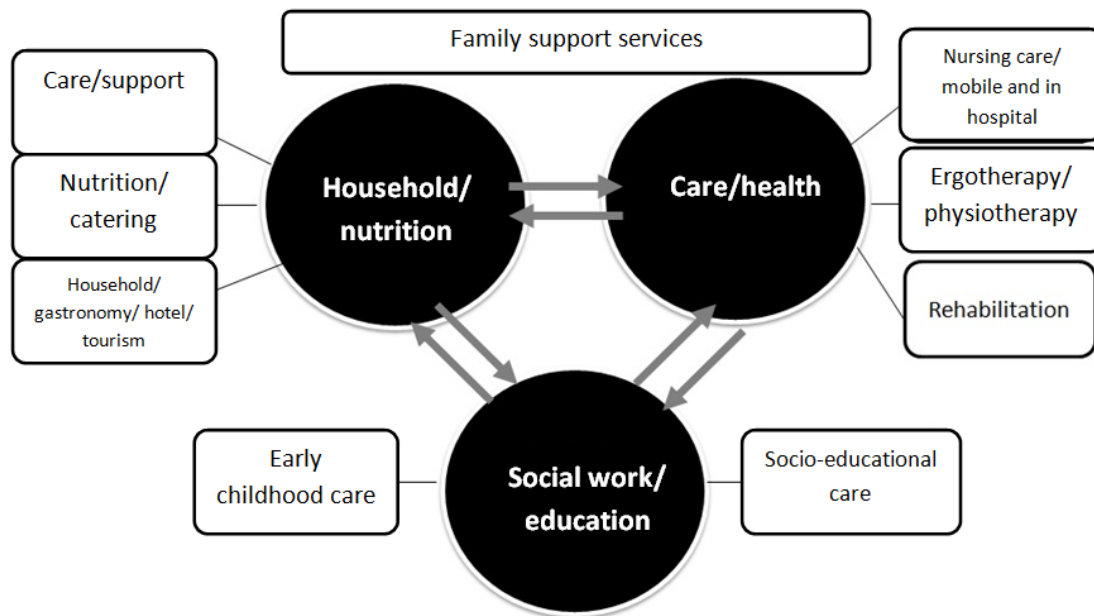 Family support services
Care/support
Nutrition/
catering
Household/
gastronomy/ hotel/
tourism
Household/
nutrition
Care/health
Nursing care/
mobile and in
hospital
Ergotherapy/
physiotherapy
Rehabilitation
Early
childhood care
Social work/
education
Socio-educational
care